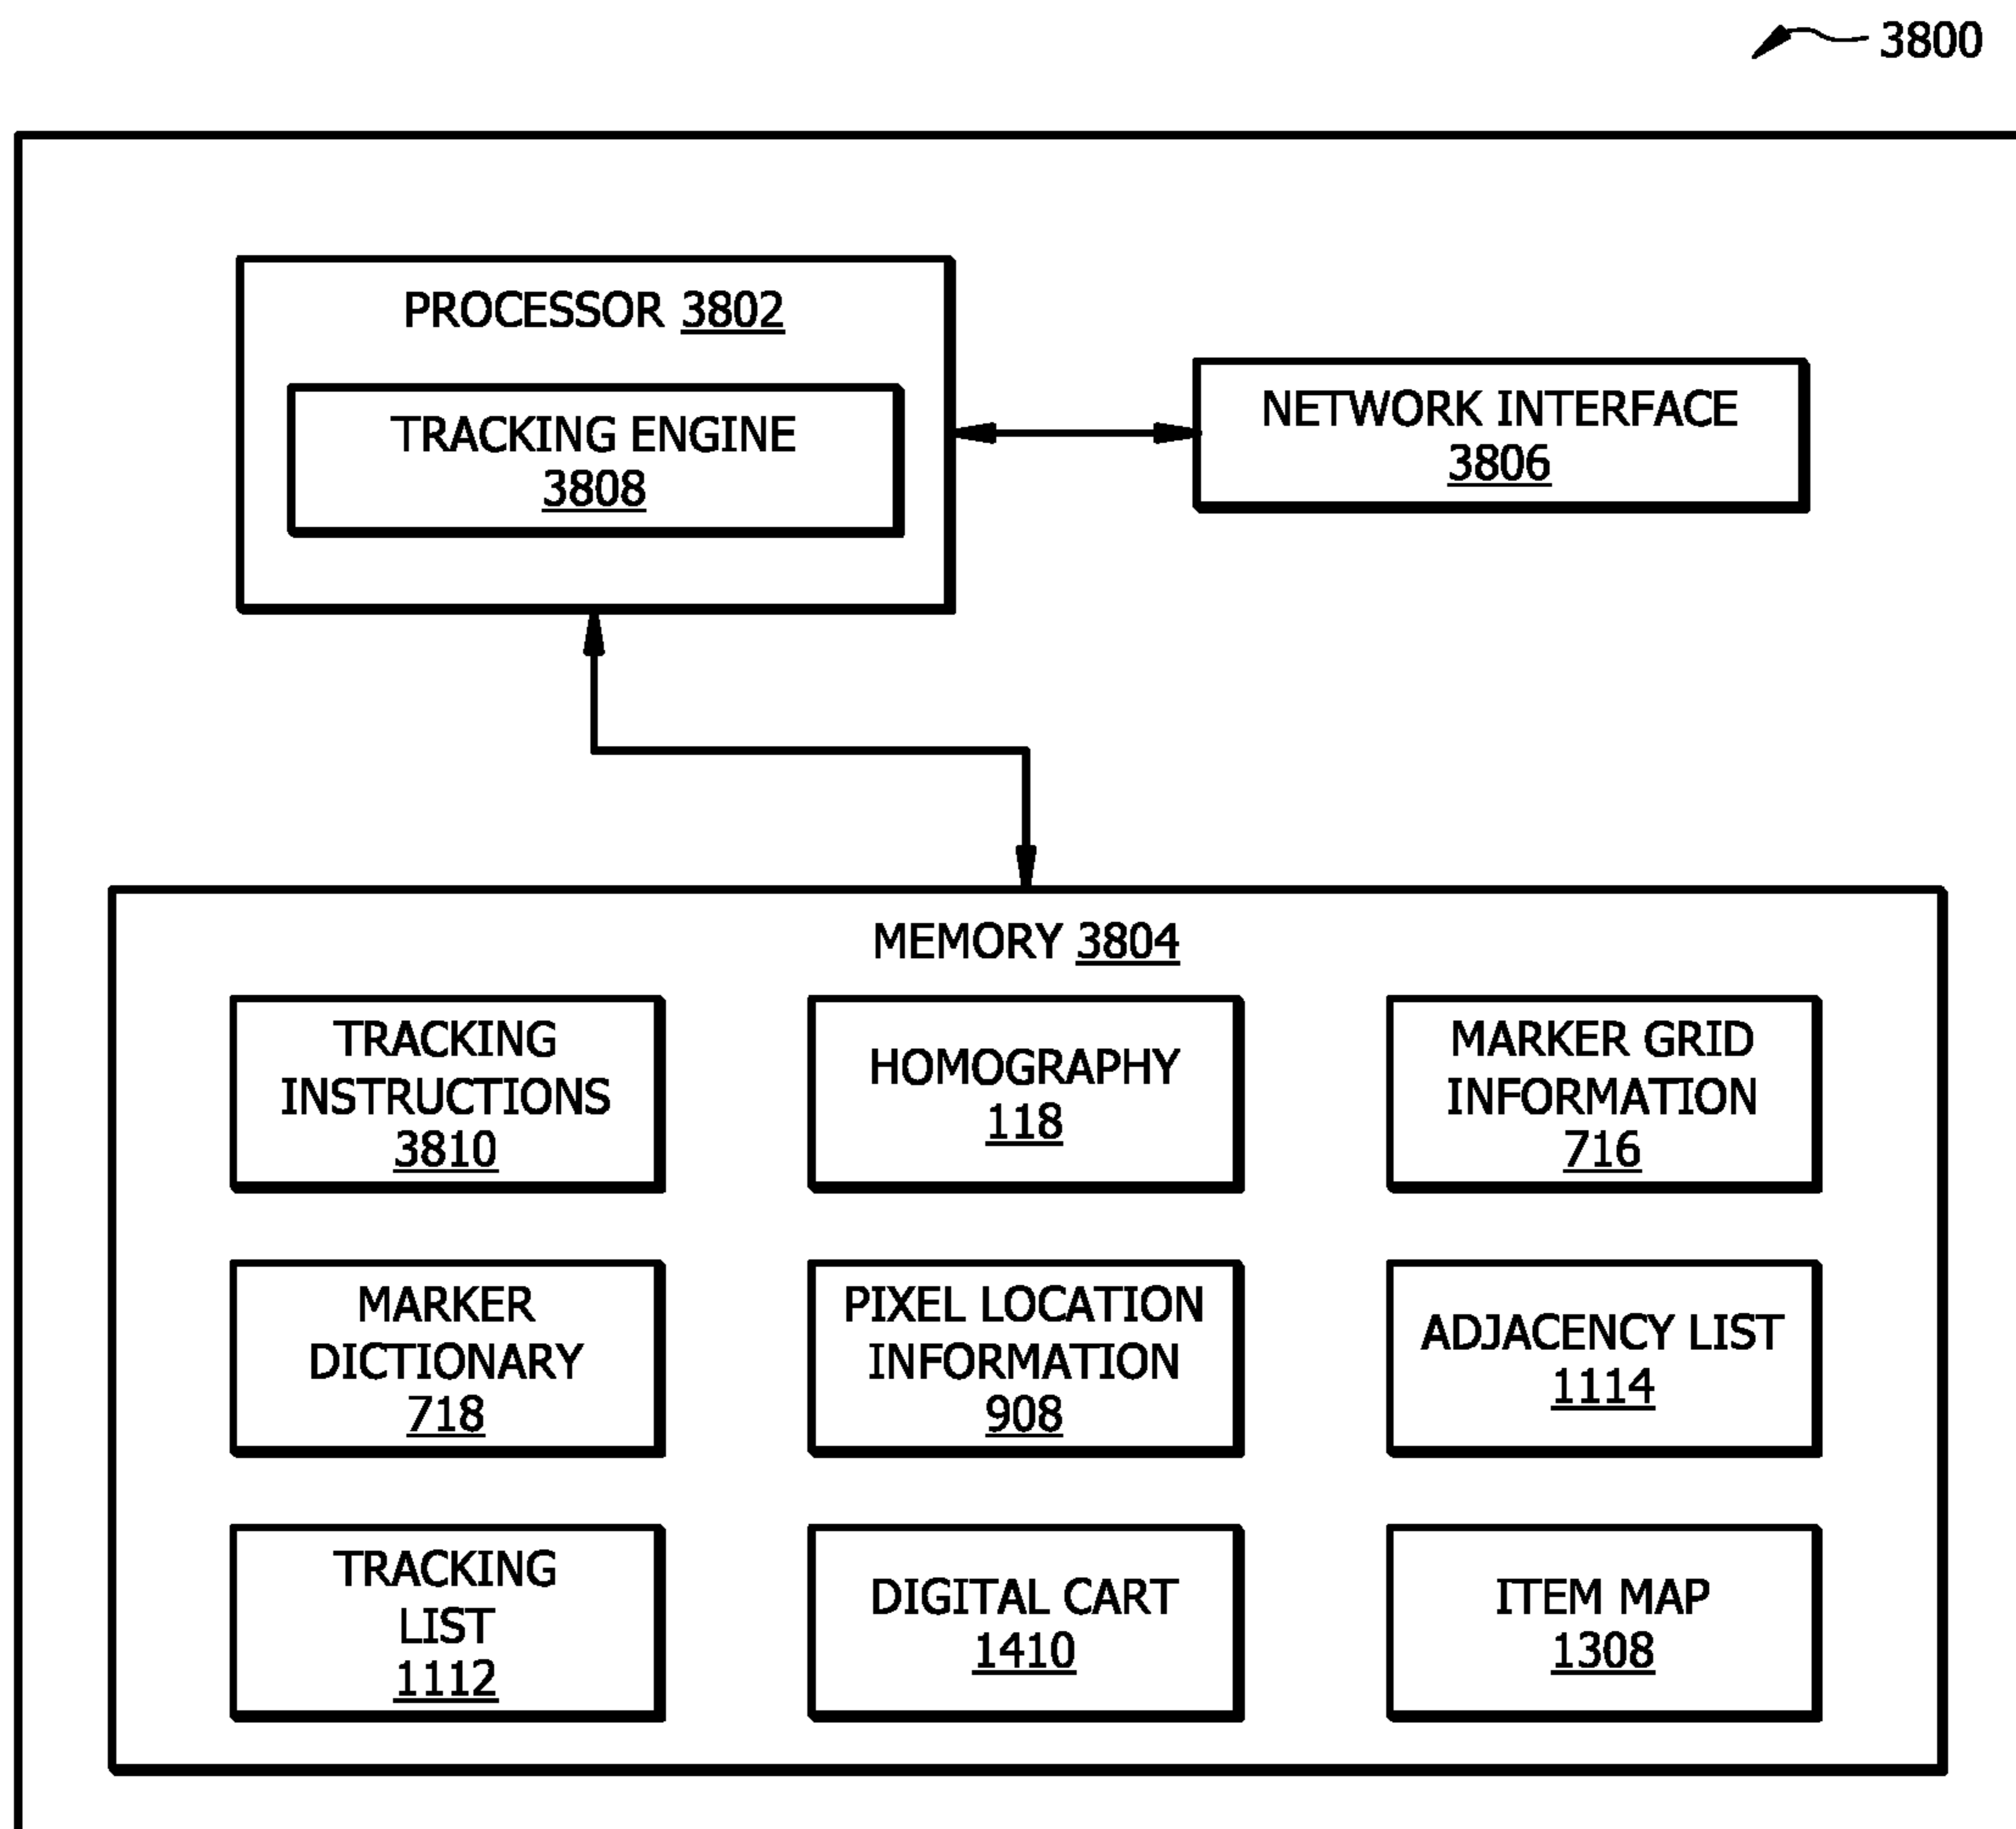 3800
PROCESSOR 3802
TRACKING ENGINE
3808
NETWORK INTERFACE
3806
MEMORY 3804
TRACKING
INSTRUCTIONS
3810
HOMOGRAPHY
118
MARKER GRID
INFORMATION
716
MARKER
DICTIONARY
718
PIXEL LOCATION
INFORMATION
908
ADJACENCY LIST
1114
TRACKING
LIST
1112
DIGITAL CART
1410
ITEM MAP
1308